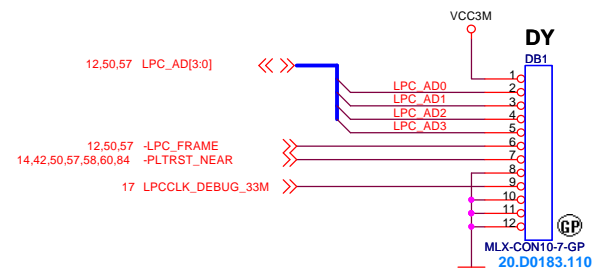 VCC3M
DY
DB1
12,50,57 LPC_AD[3:0]
1
LPC_AD0 2
LPC_AD1 3
LPC_AD2 4
LPC_AD3 5
12,50,57 -LPC_FRAME 6
14,42,50,57,58,60,84 -PLTRST_NEAR 7
8
17 LPCCLK_DEBUG_33M 9
10
11
12
GP
MLX-CON10-7-GP
20.D0183.110